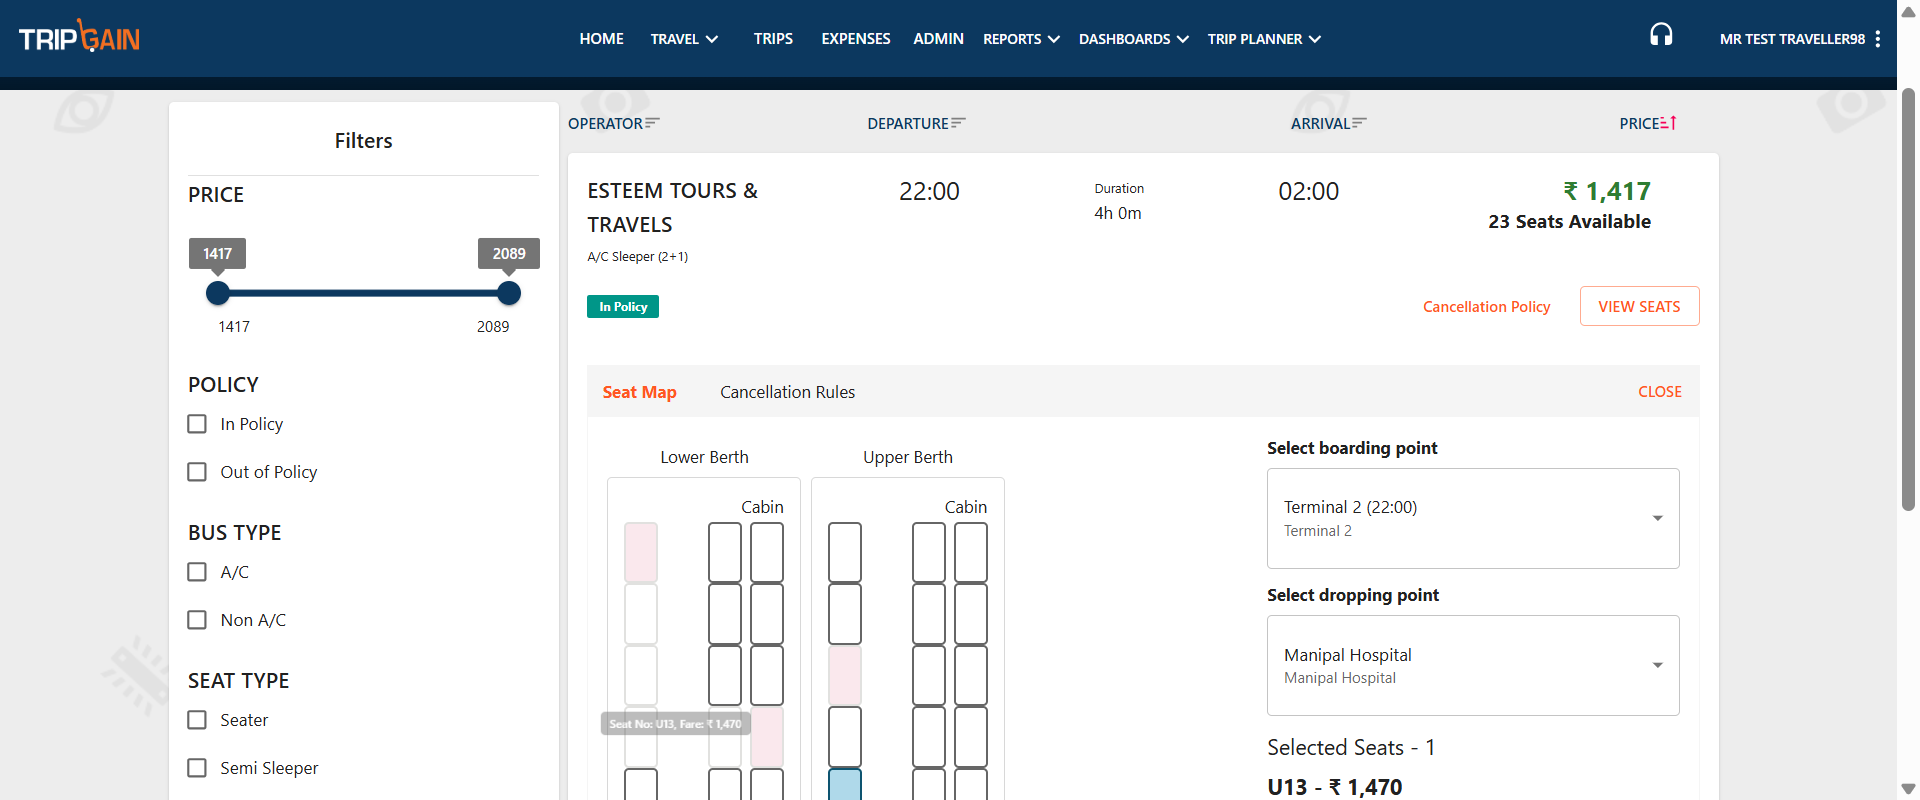 TRIPGAIN
HOME TRAVEL TRIPS EXPENSES ADMIN REPORTS DASHBOARDS TRIP PLANNER
MR TEST TRAVELLER98
Filters
PRICE
1417 2089
1417 2089
POLICY
In Policy
Out of Policy
BUS TYPE
A/C
Non A/C
SEAT TYPE
Seater
Semi Sleeper
OPERATOR DEPARTURE ARRIVAL PRICE
ESTEEM TOURS &
TRAVELS
A/C Sleeper (2+1)
22:00
Duration
4h 0m
02:00
₹ 1,417
23 Seats Available
In Policy
Cancellation Policy
VIEW SEATS
Seat Map Cancellation Rules CLOSE
Lower Berth Upper Berth
Cabin Cabin
Seat No: U13, Fare: ₹ 1,470
Select boarding point
Terminal 2 (22:00)
Terminal 2
Select dropping point
Manipal Hospital
Manipal Hospital
Selected Seats - 1
U13 - ₹ 1,470